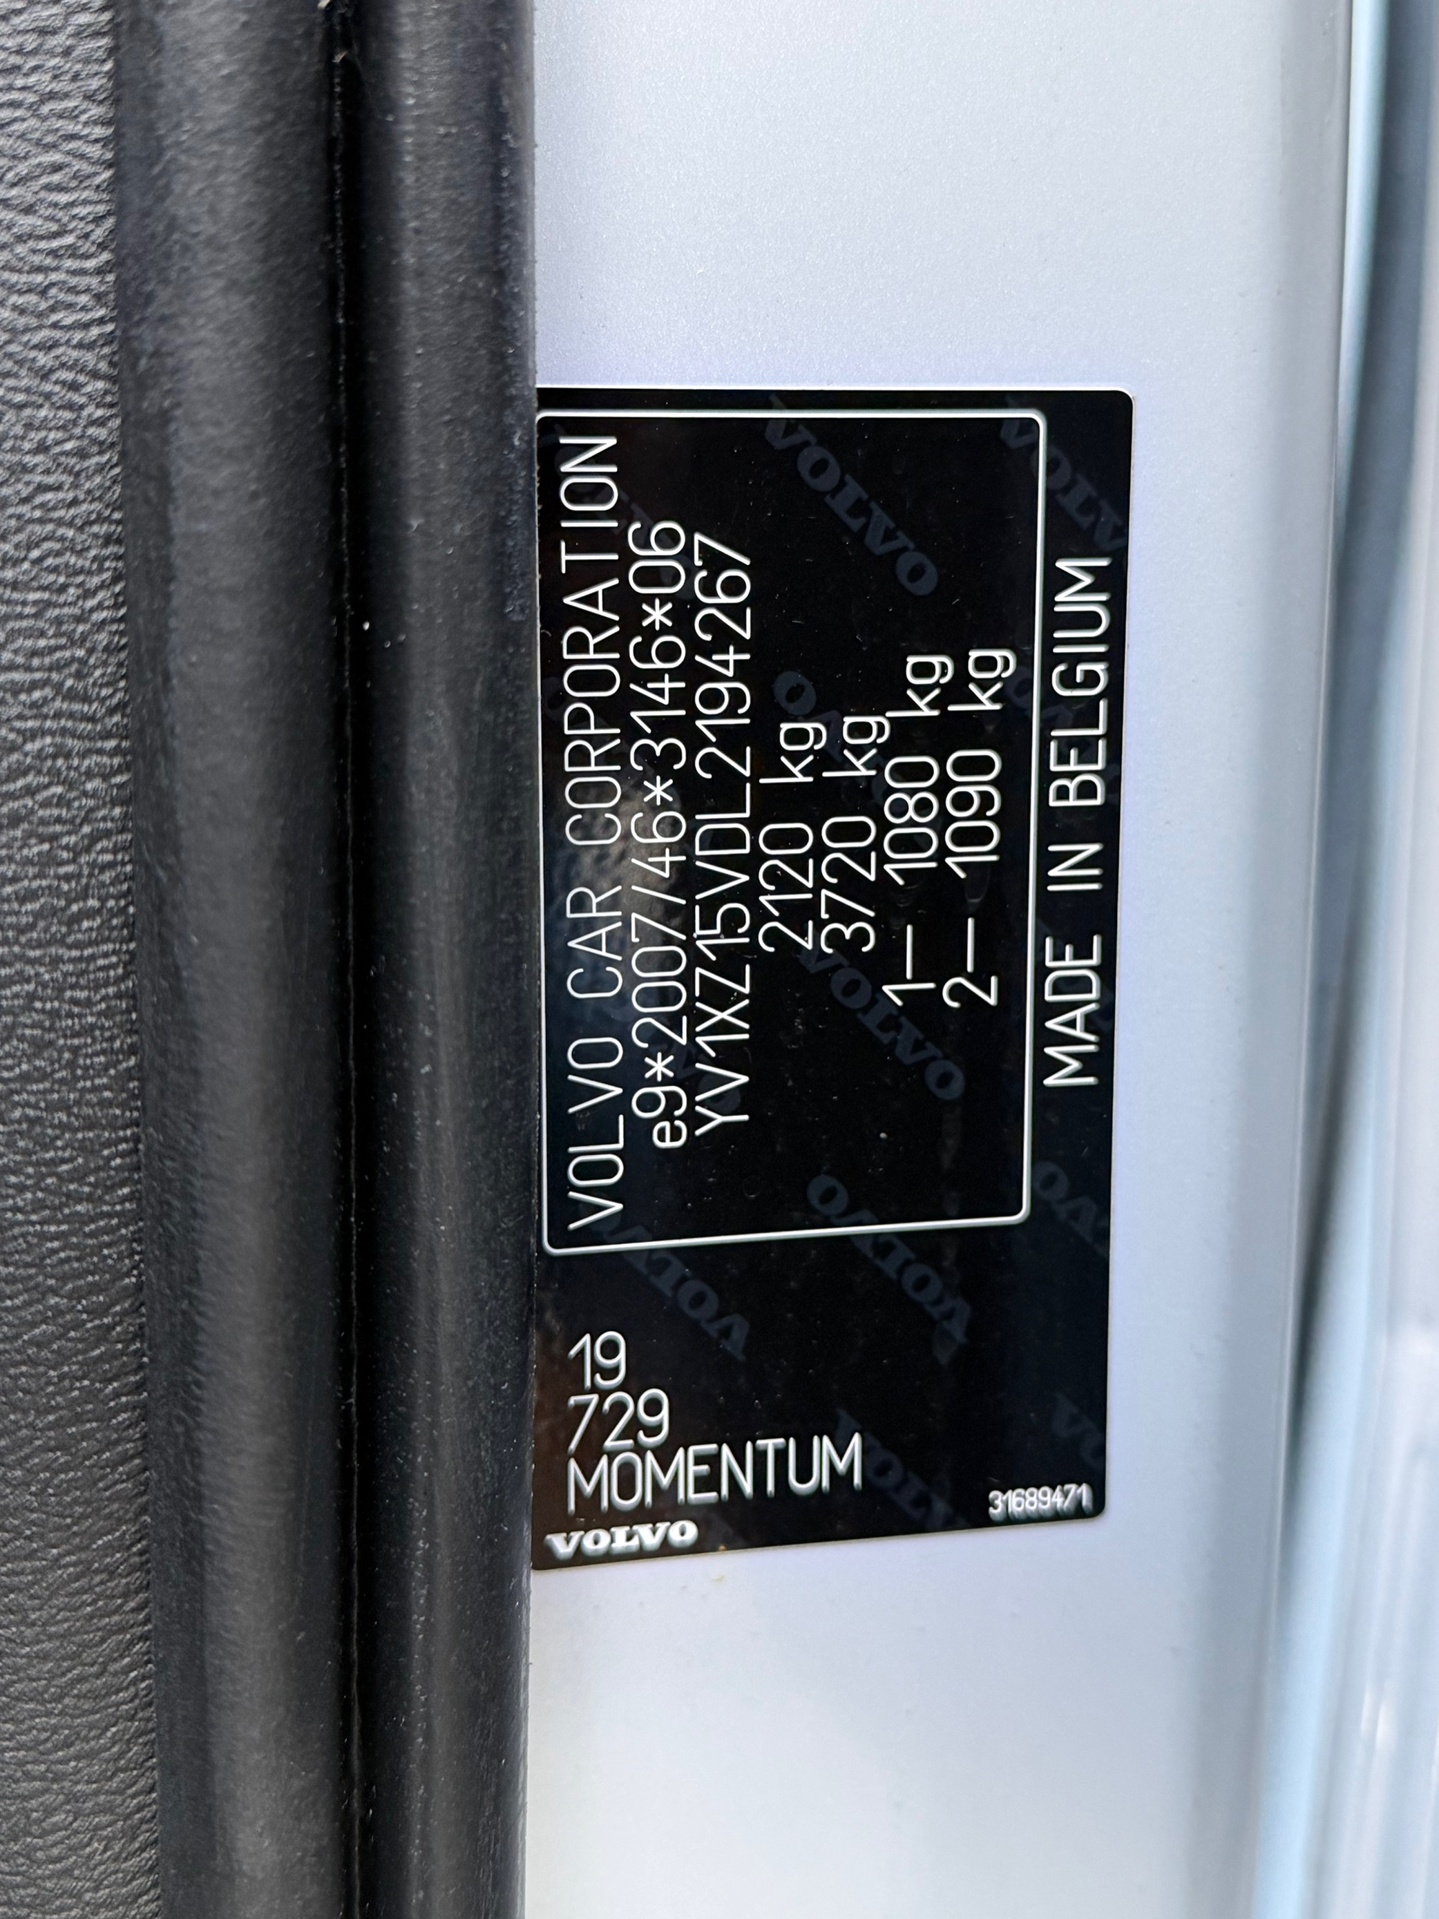 VOLVO CAR CORPORATION
e9*2007/46*3146*06
YV1XZ15VDL2194267
2120 kg
3720 kg
1– 1080 kg
2– 1090 kg
MADE IN BELGIUM
19
729
MOMENTUM
VOLVO
31689471